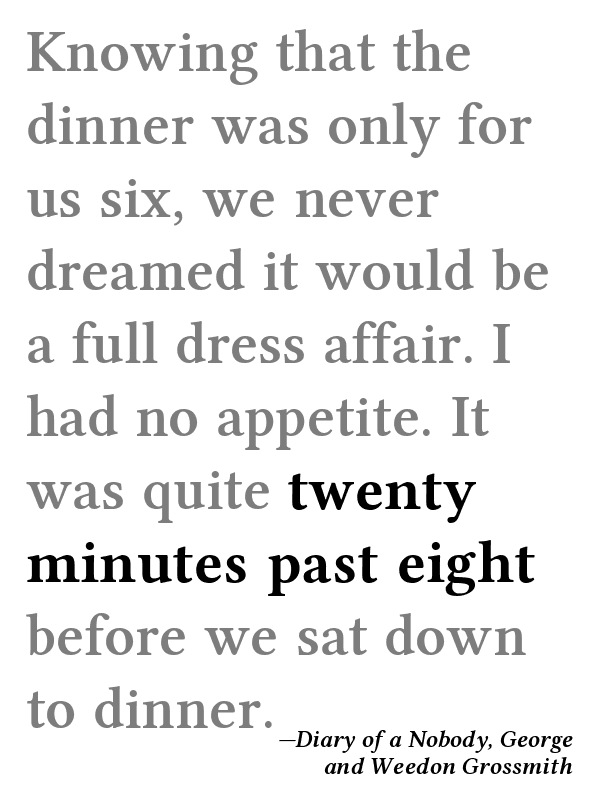 Knowing that the
dinner was only for
us six, we never
dreamed it would be
a full dress affair. I
had no appetite. It
was quite twenty
minutes past eight
before we sat down
to dinner.
—Diary of a Nobody, George
and Weedon Grossmith